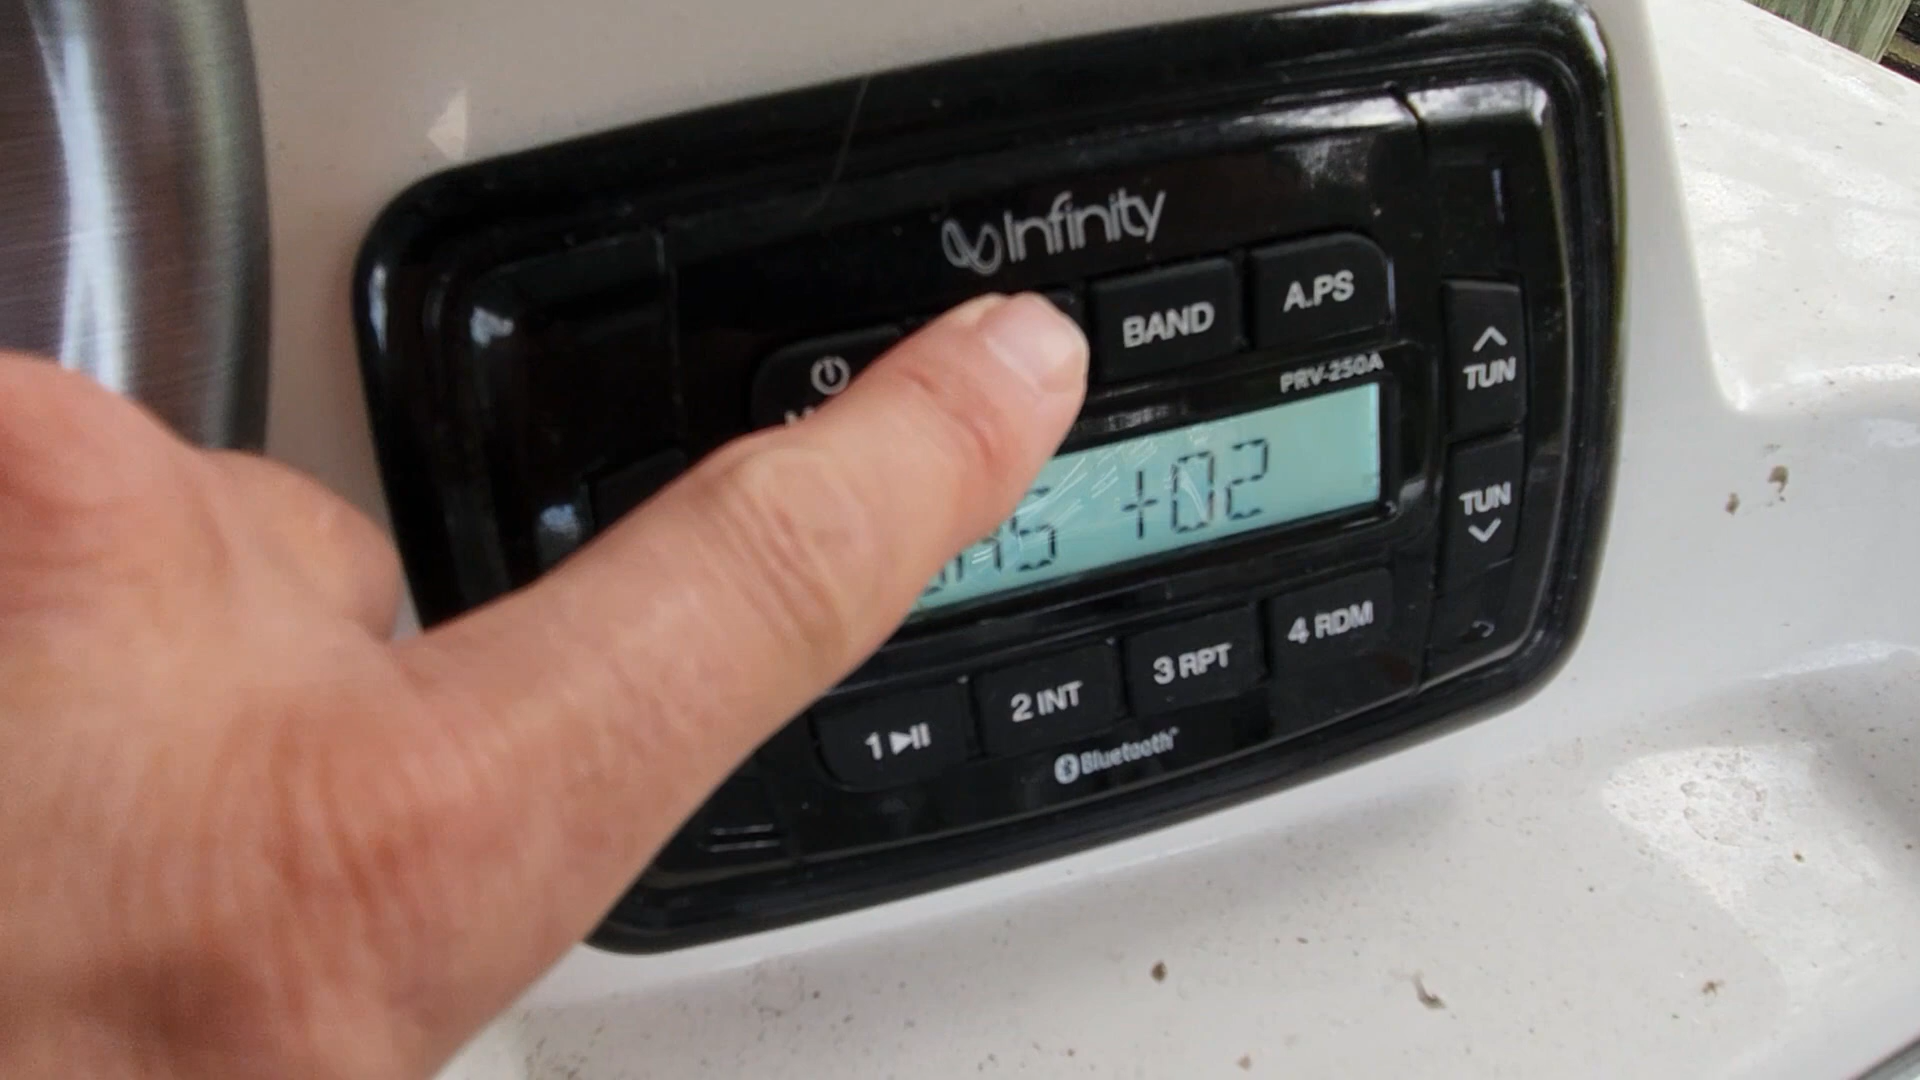 Infinity
BAND
A.PS
PRV-250A
+02
TUN
TUN
1
2 INT
3 RPT
4 RDM
Bluetooth